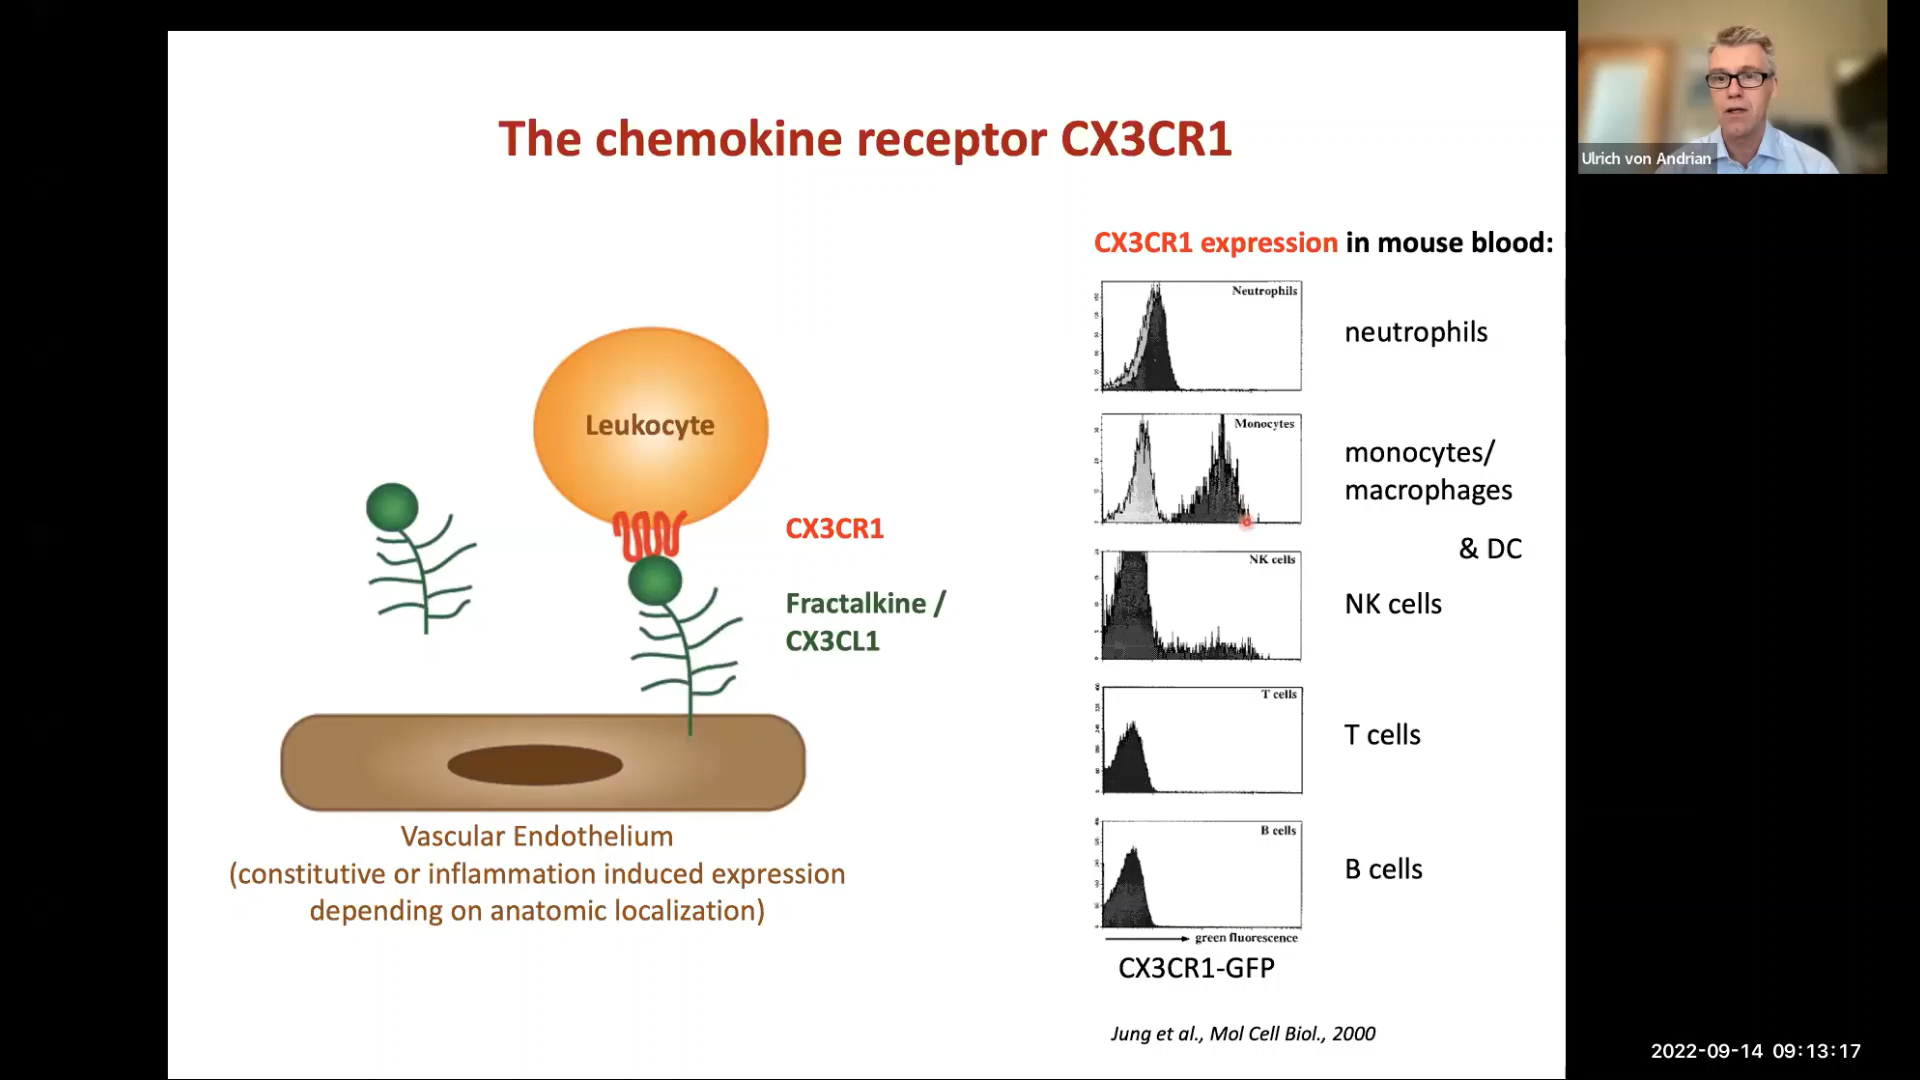 The chemokine receptor CX3CR1
Ulrich von Andrian
CX3CR1 expression in mouse blood:
Leukocyte
CX3CR1
Fractalkine /
CX3CL1
Vascular Endothelium
(constitutive or inflammation induced expression
depending on anatomic localization)
Neutrophils
neutrophils
Monocytes
monocytes/
macrophages
& DC
NK cells
NK cells
T cells
T cells
B cells
B cells
green fluorescence
CX3CR1-GFP
Jung et al., Mol Cell Biol., 2000
2022-09-14 09:13:17